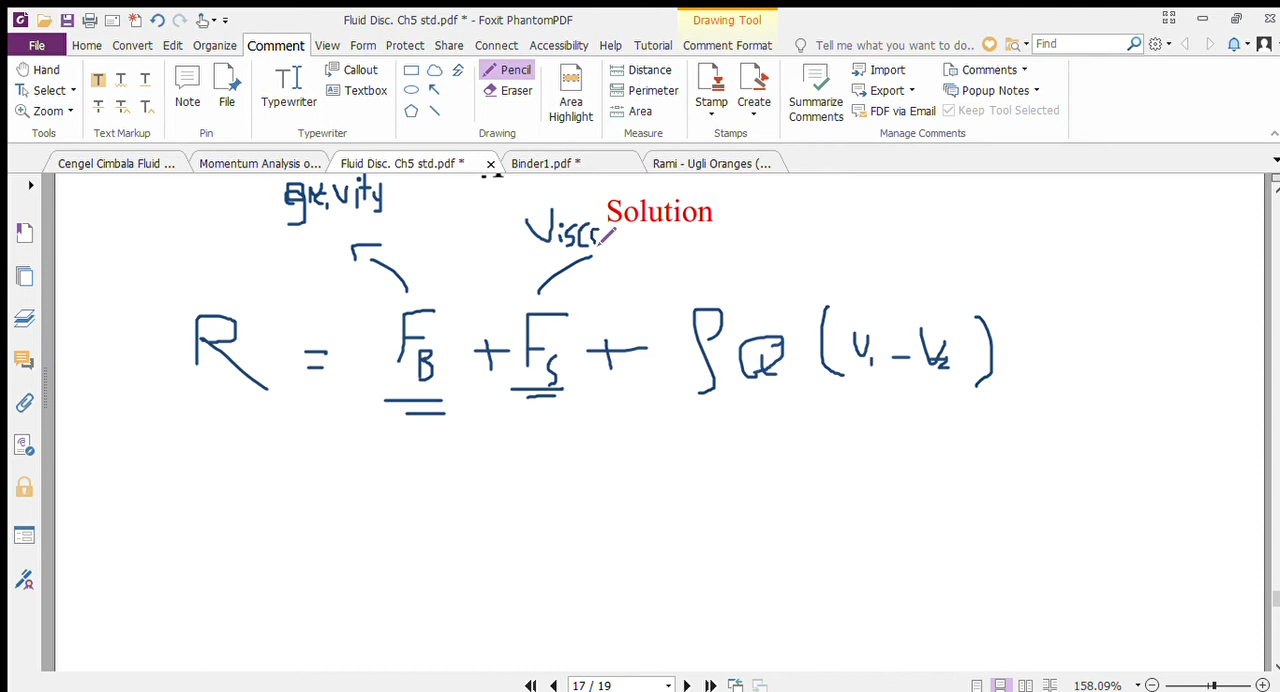 Fluid Disc. Ch5 std.pdf * - Foxit PhantomPDF Drawing Tool
File Home Convert Edit Organize Comment View Form Protect Share Connect Accessibility Help Tutorial Comment Format Tell me what you want to do.. Find
Hand Select Zoom Tools
Text Markup
Note File Pin
Typewriter Callout Textbox Typewriter
Pencil Eraser Drawing
Area Highlight Distance Perimeter Area Measure
Stamp Create Stamps
Summarize Comments Import Export FDF via Email Comments Popup Notes Keep Tool Selected Manage Comments
Cengel Cimbala Fluid ... Momentum Analysis o... Fluid Disc. Ch5 std.pdf * Binder1.pdf * Rami - Ugli Oranges (...
Solution
Visc
R = F_B + F_S + ρQ (V₁ - V₂)
17 / 19 158.09%